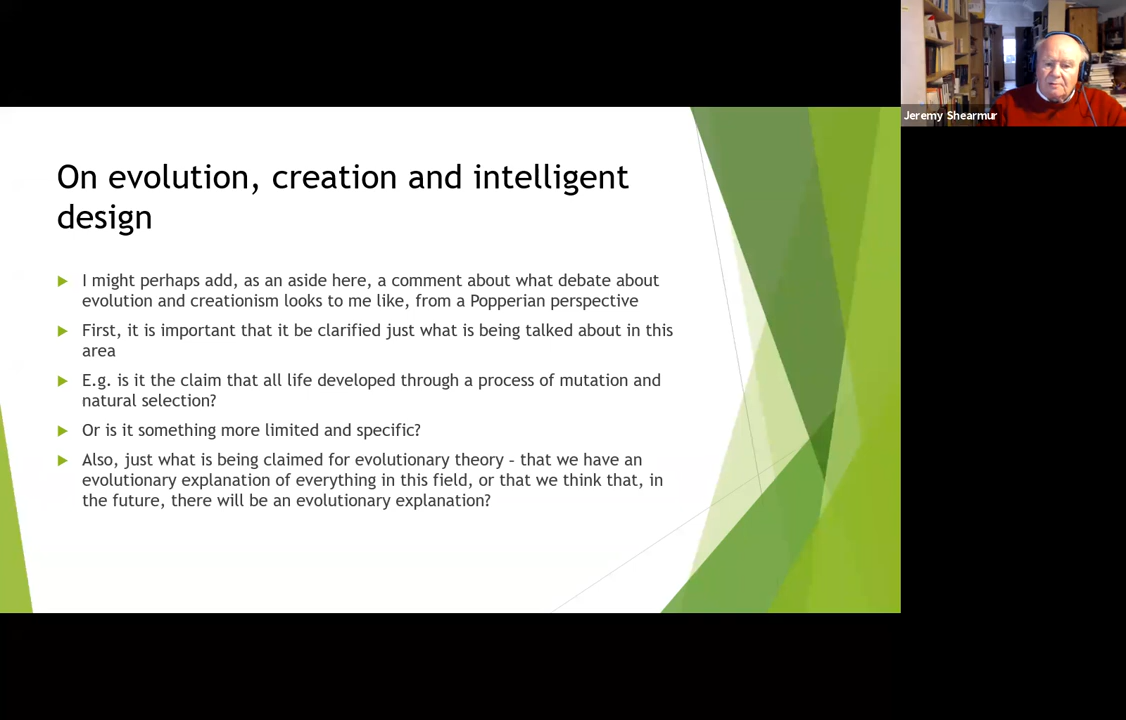 Jeremy Shearmur
On evolution, creation and intelligent
design
I might perhaps add, as an aside here, a comment about what debate about
evolution and creationism looks to me like, from a Popperian perspective
First, it is important that it be clarified just what is being talked about in this
area
E.g. is it the claim that all life developed through a process of mutation and
natural selection?
Or is it something more limited and specific?
Also, just what is being claimed for evolutionary theory – that we have an
evolutionary explanation of everything in this field, or that we think that, in
the future, there will be an evolutionary explanation?